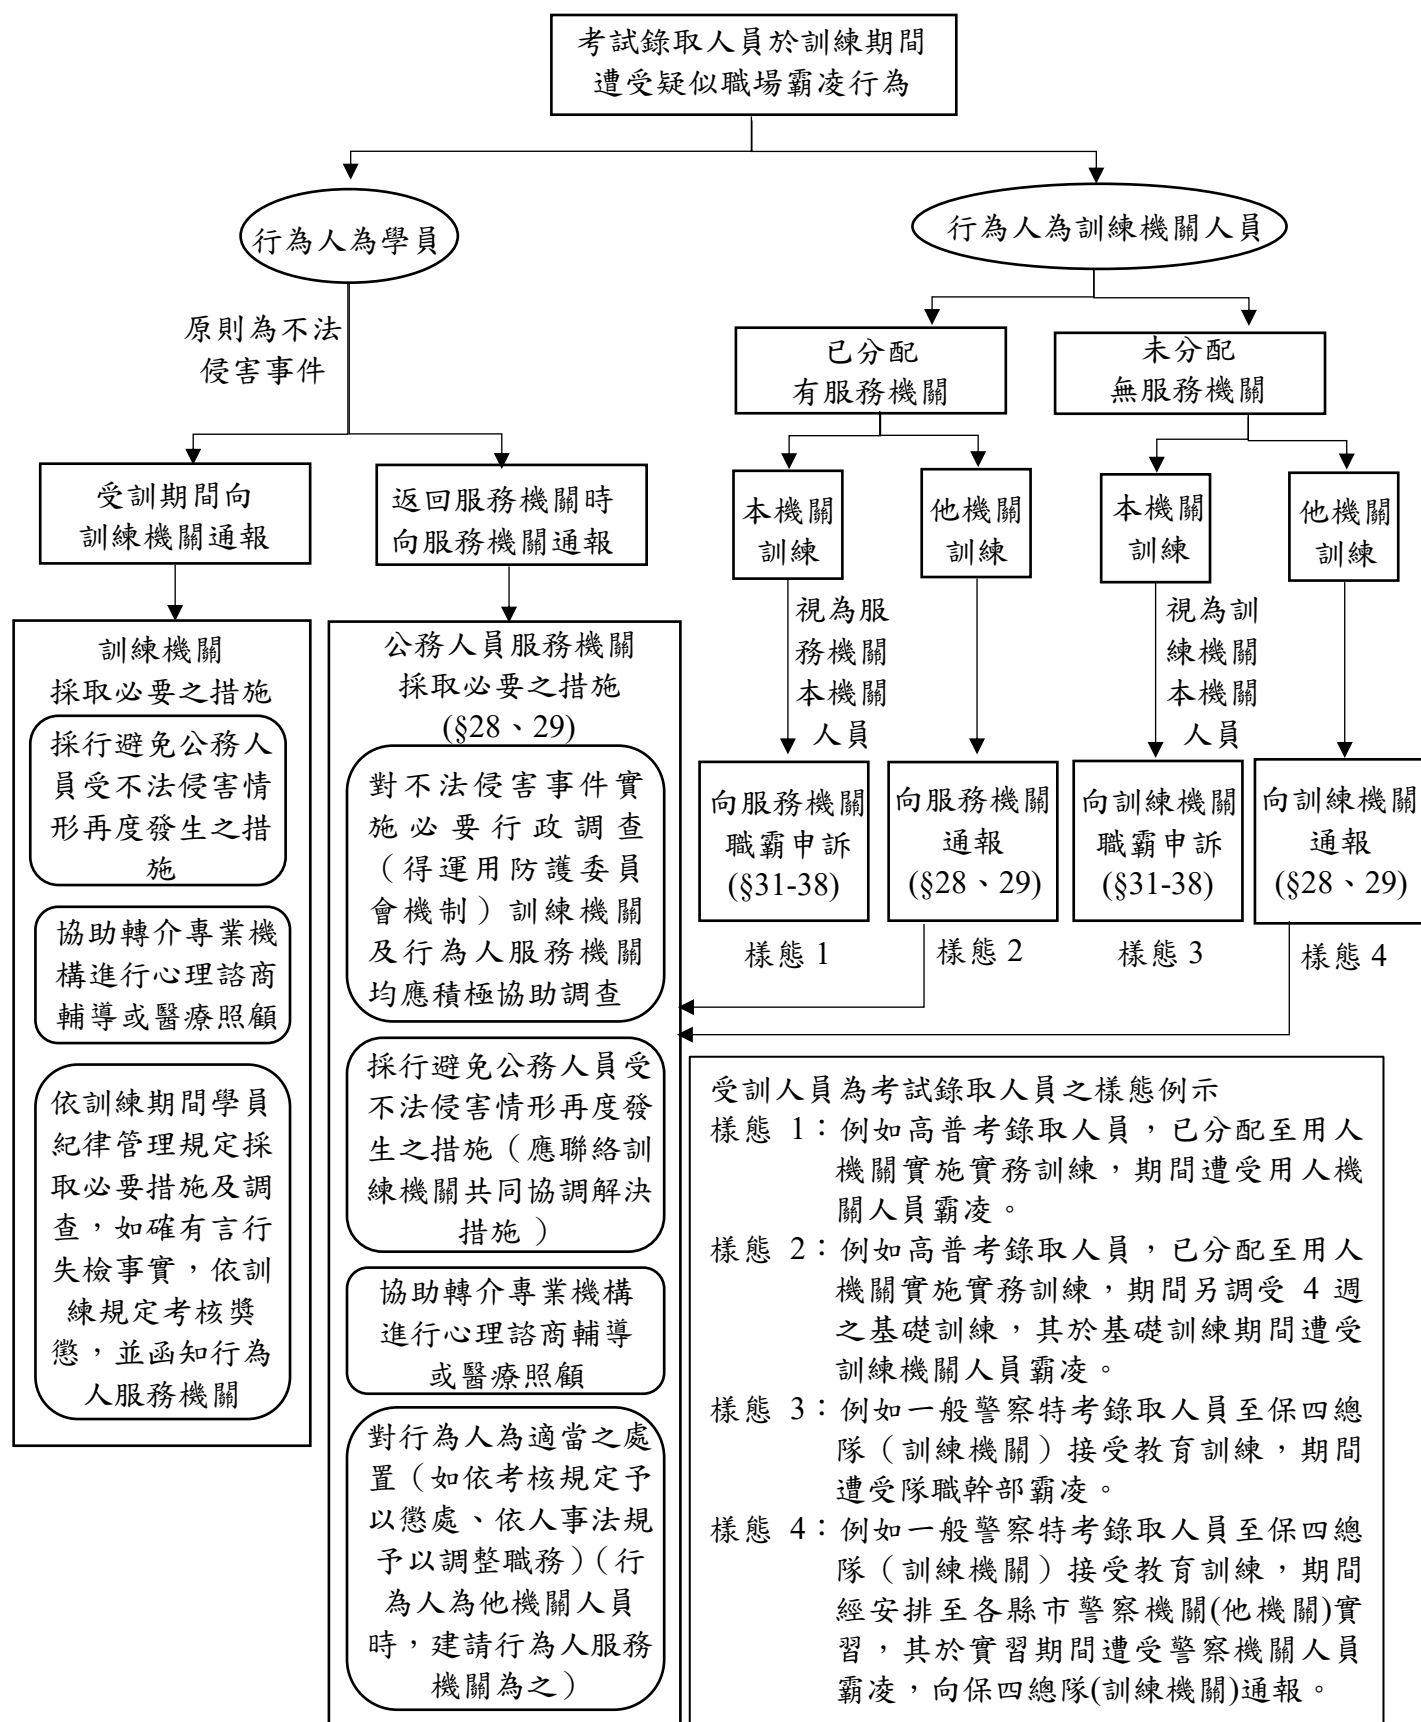 考試錄取人員於訓練期間
遭受疑似職場霸凌行為
行為人為學員
行為人為訓練機關人員
原則為不法
侵害事件
已分配
有服務機關
未分配
無服務機關
受訓期間向
訓練機關通報
返回服務機關時
向服務機關通報
本機關
訓練
他機關
訓練
本機關
訓練
他機關
訓練
視為服
務機關
本機關
人員
視為訓
練機關
本機關
人員
訓練機關
採取必要之措施
採行避免公務人
員受不法侵害情
形再度發生之措
施
協助轉介專業機
構進行心理諮商
輔導或醫療照顧
依訓練期間學員
紀律管理規定採
取必要措施及調
查，如確有言行
失檢事實，依訓
練規定考核獎
懲，並函知行為
人服務機關
公務人員服務機關
採取必要之措施
(§28、29)
對不法侵害事件實
施必要行政調查
（得運用防護委員
會機制）訓練機關
及行為人服務機關
均應積極協助調查
採行避免公務人員受
不法侵害情形再度發
生之措施（應聯絡訓
練機關共同協調解決
措施）
協助轉介專業機構
進行心理諮商輔導
或醫療照顧
對行為人為適當之處
置（如依考核規定予
以懲處、依人事法規
予以調整職務）（行
為人為他機關人員
時，建請行為人服務
機關為之）
向服務機關
職霸申訴
(§31-38)
樣態 1
向服務機關
通報
(§28、29)
樣態 2
向訓練機關
職霸申訴
(§31-38)
樣態 3
向訓練機關
通報
(§28、29)
樣態 4
受訓人員為考試錄取人員之樣態例示
樣態 1：例如高普考錄取人員，已分配至用人
機關實施實務訓練，期間遭受用人機
關人員霸凌。
樣態 2：例如高普考錄取人員，已分配至用人
機關實施實務訓練，期間另調受 4 週
之基礎訓練，其於基礎訓練期間遭受
訓練機關人員霸凌。
樣態 3：例如一般警察特考錄取人員至保四總
隊（訓練機關）接受教育訓練，期間
遭受隊職幹部霸凌。
樣態 4：例如一般警察特考錄取人員至保四總
隊（訓練機關）接受教育訓練，期間
經安排至各縣市警察機關(他機關)實
習，其於實習期間遭受警察機關人員
霸凌，向保四總隊(訓練機關)通報。